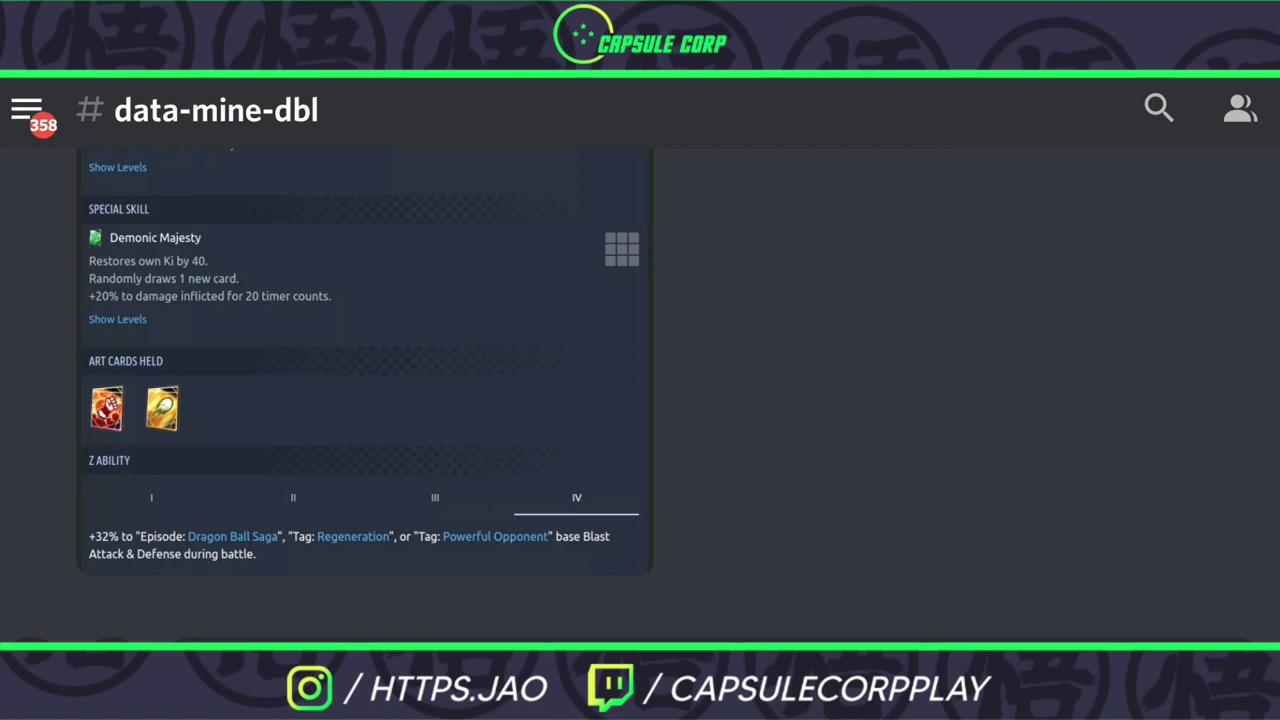 CAPSULE CORP
358
# data-mine-dbl
Show Levels
SPECIAL SKILL
Demonic Majesty
Restores own Ki by 40.
Randomly draws 1 new card.
+20% to damage inflicted for 20 timer counts.
Show Levels
ART CARDS HELD
Z ABILITY
I II III IV
+32% to "Episode: Dragon Ball Saga", "Tag: Regeneration", or "Tag: Powerful Opponent" base Blast
Attack & Defense during battle.
/ HTTPS.JAO / CAPSULECORPPLAY